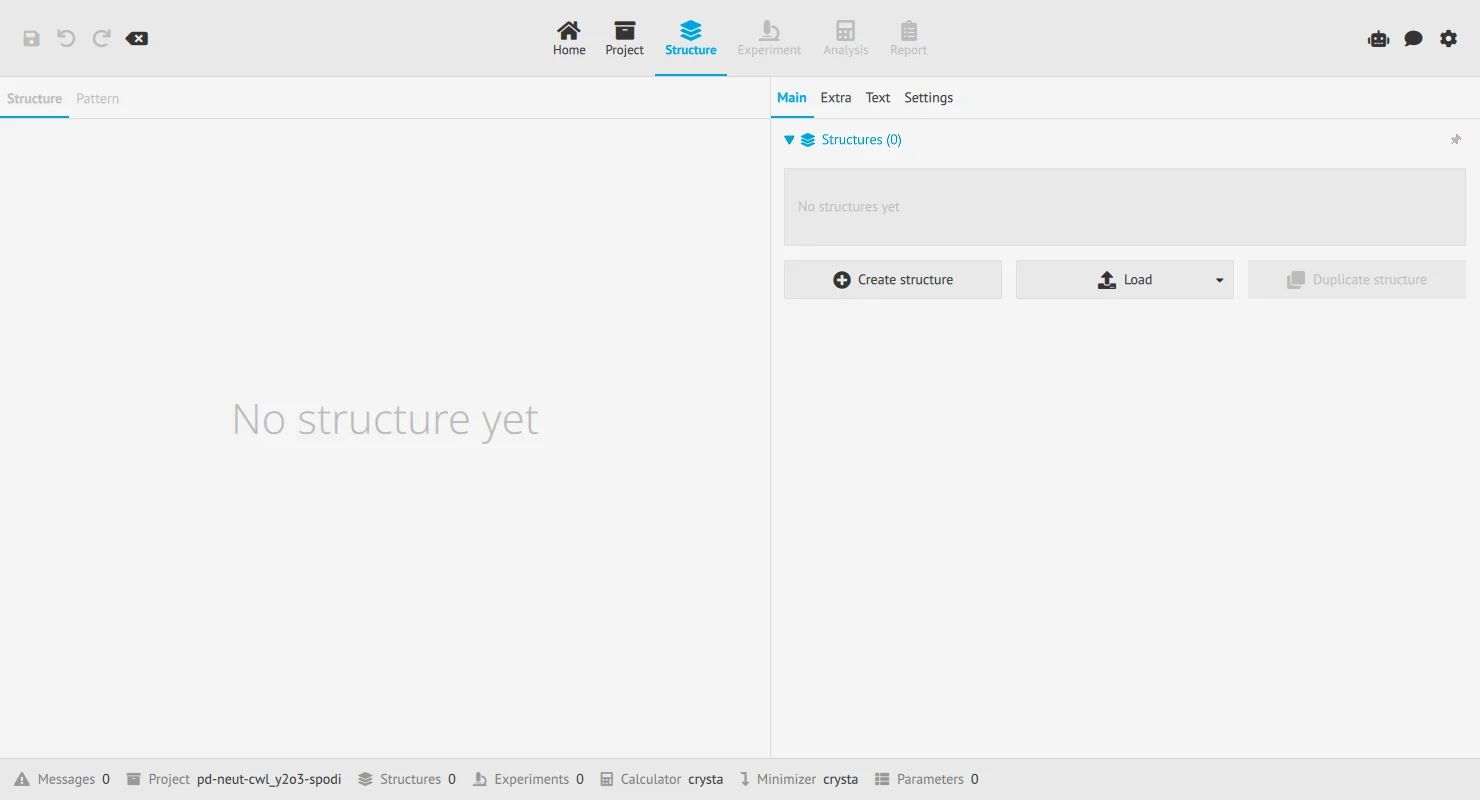 Home Project Structure Experiment Analysis Report
Structure Pattern
Main Extra Text Settings
Structures (0)
No structures yet
Create structure Load Duplicate structure
No structure yet
Messages 0 Project pd-neut-cwl_y2o3-spodi Structures 0 Experiments 0 Calculator crysta Minimizer crysta Parameters 0